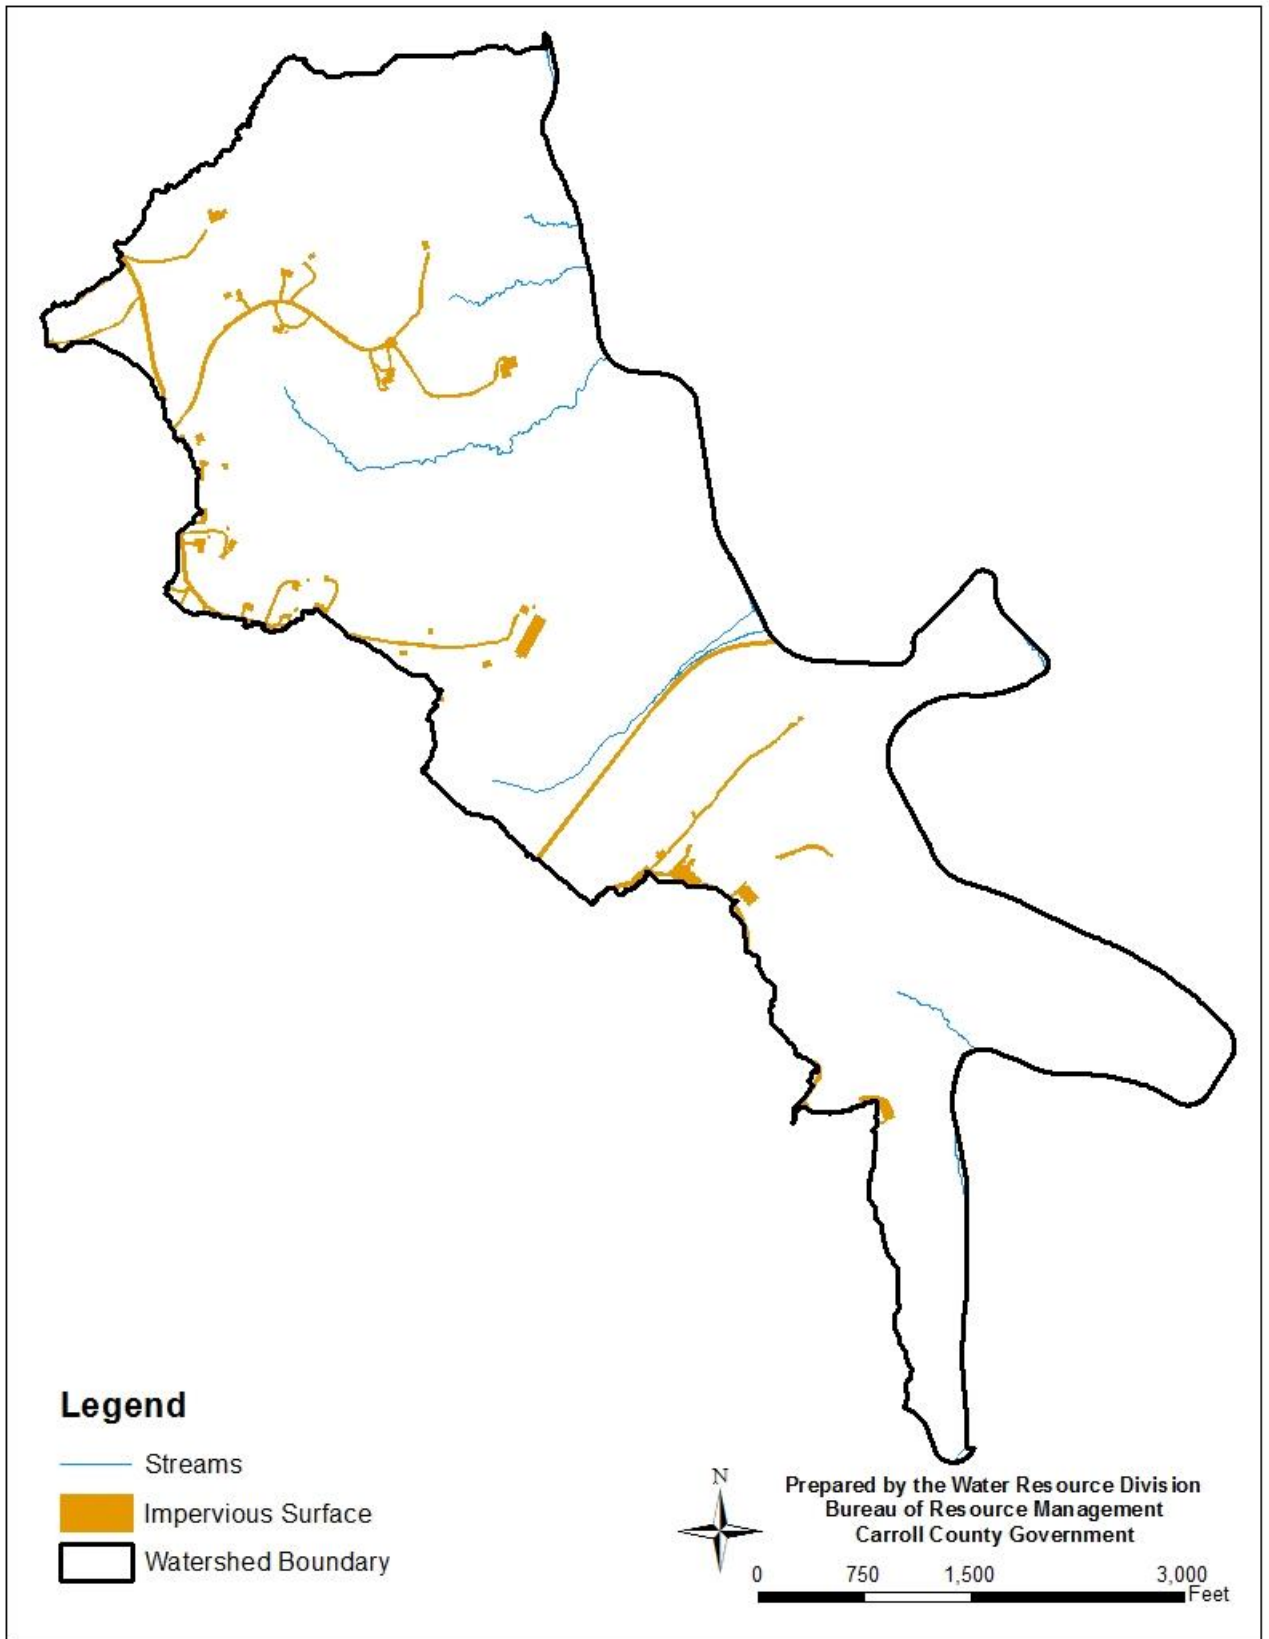 Legend
Streams
Impervious Surface
Watershed Boundary
N
Prepared by the Water Resource Division
Bureau of Resource Management
Carroll County Government
0 750 1,500 3,000
Feet